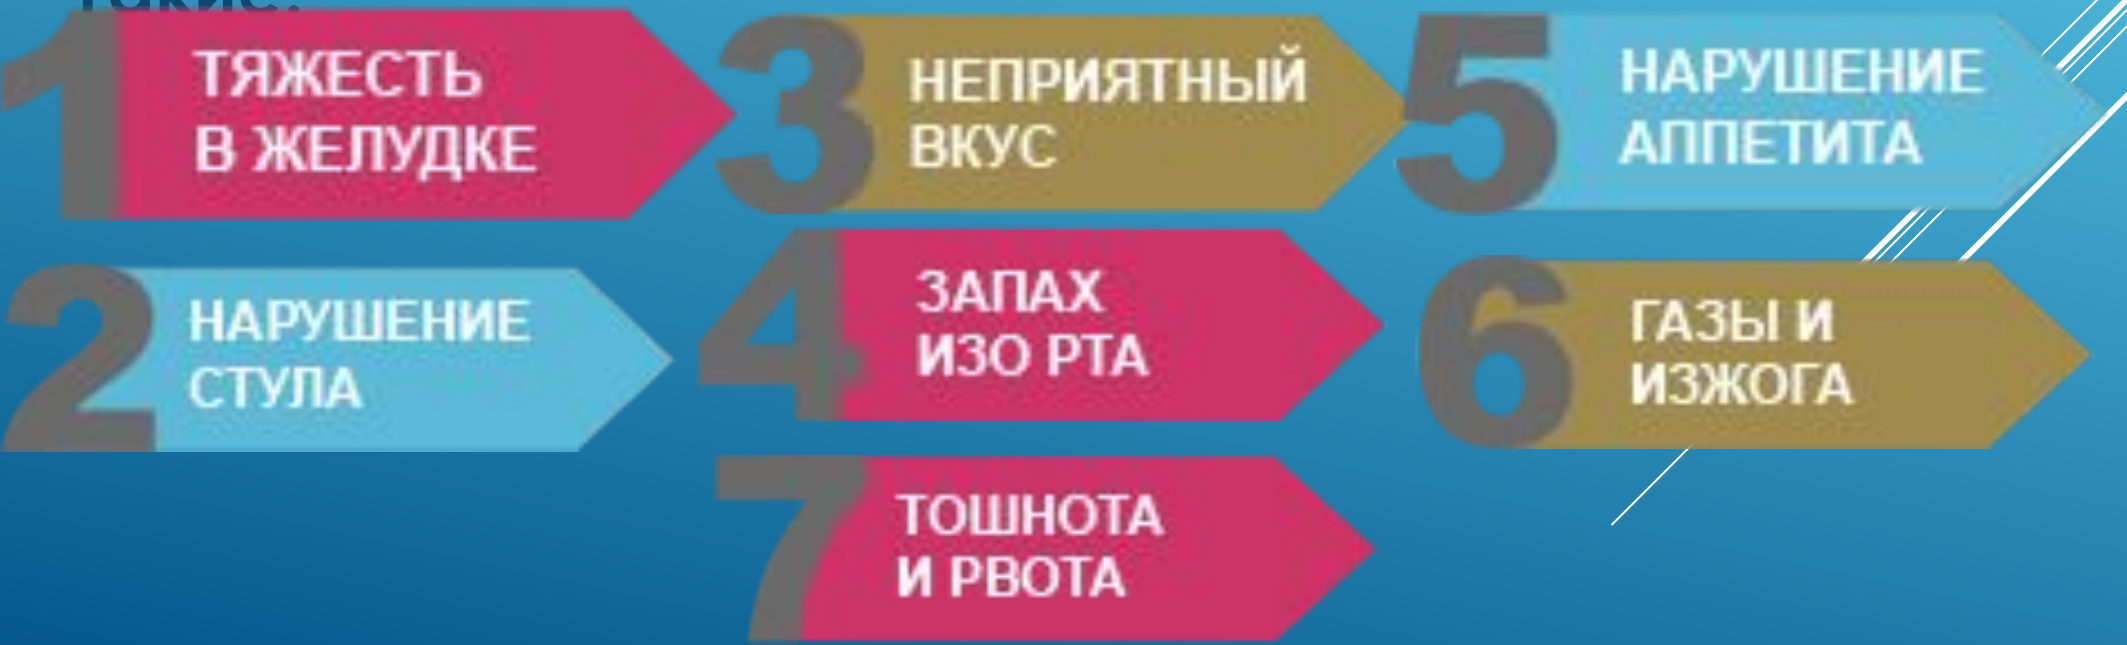 такие:
1
ТЯЖЕСТЬ
В ЖЕЛУДКЕ
2
НАРУШЕНИЕ
СТУЛА
3
НЕПРИЯТНЫЙ
ВКУС
4
ЗАПАХ
ИЗО РТА
7
ТОШНОТА
И РВОТА
5
НАРУШЕНИЕ
АППЕТИТА
6
ГАЗЫ И
ИЗЖОГА